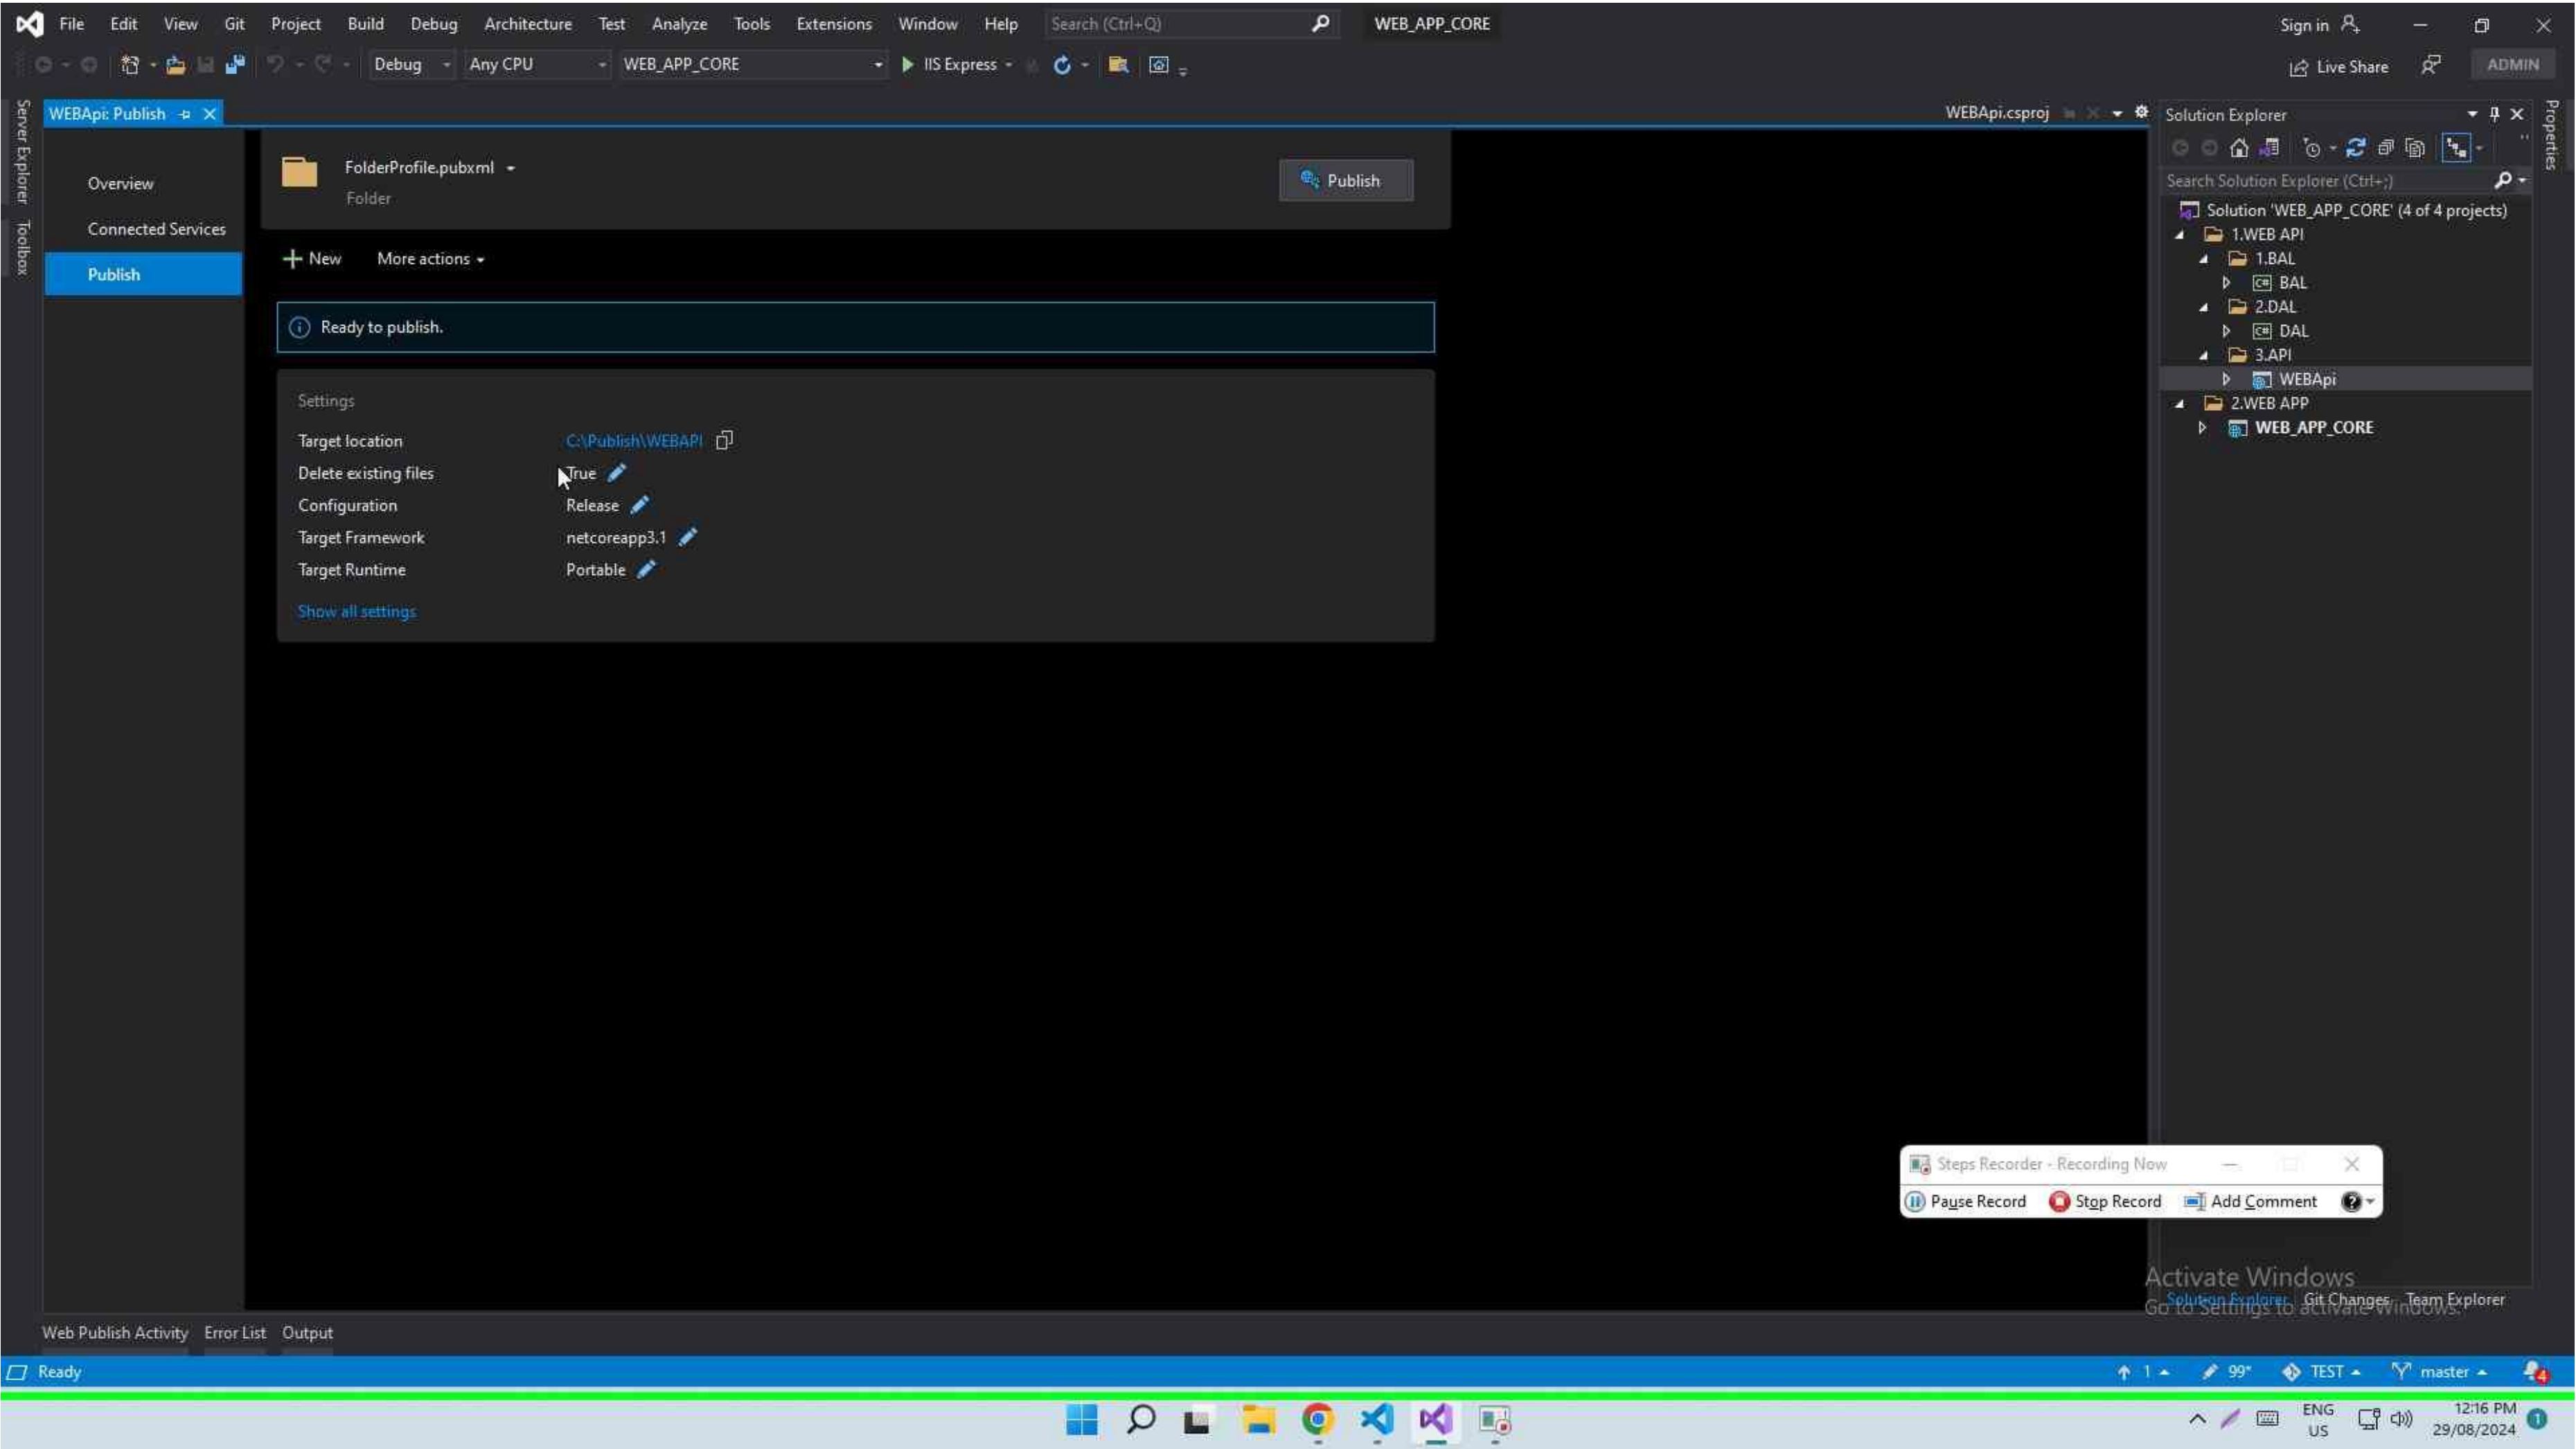 File Edit View Git Project Build Debug Architecture Test Analyze Tools Extensions Window Help Search (Ctrl+Q) WEB_APP_CORE Sign in
Debug Any CPU WEB_APP_CORE IIS Express Live Share ADMIN
Server Explorer
Toolbox
WEBApi: Publish
WEBApi.csproj
Overview
Connected Services
Publish
FolderProfile.pubxml
Folder
Publish
New More actions
Ready to publish.
Settings
Target location C:\Publish\WEBAPI
Delete existing files True
Configuration Release
Target Framework netcoreapp3.1
Target Runtime Portable
Show all settings
Solution Explorer
Search Solution Explorer (Ctrl+;)
Solution 'WEB_APP_CORE' (4 of 4 projects)
1.WEB API
1.BAL
C# BAL
2.DAL
C# DAL
3.API
WEBApi
2.WEB APP
WEB_APP_CORE
Properties
Steps Recorder - Recording Now
Pause Record Stop Record Add Comment
Activate Windows
Go to Settings to activate Windows.
Solution Explorer Git Changes Team Explorer
Web Publish Activity Error List Output
Ready 1 99+ TEST master 4
ENG
US
12:16 PM
29/08/2024
1